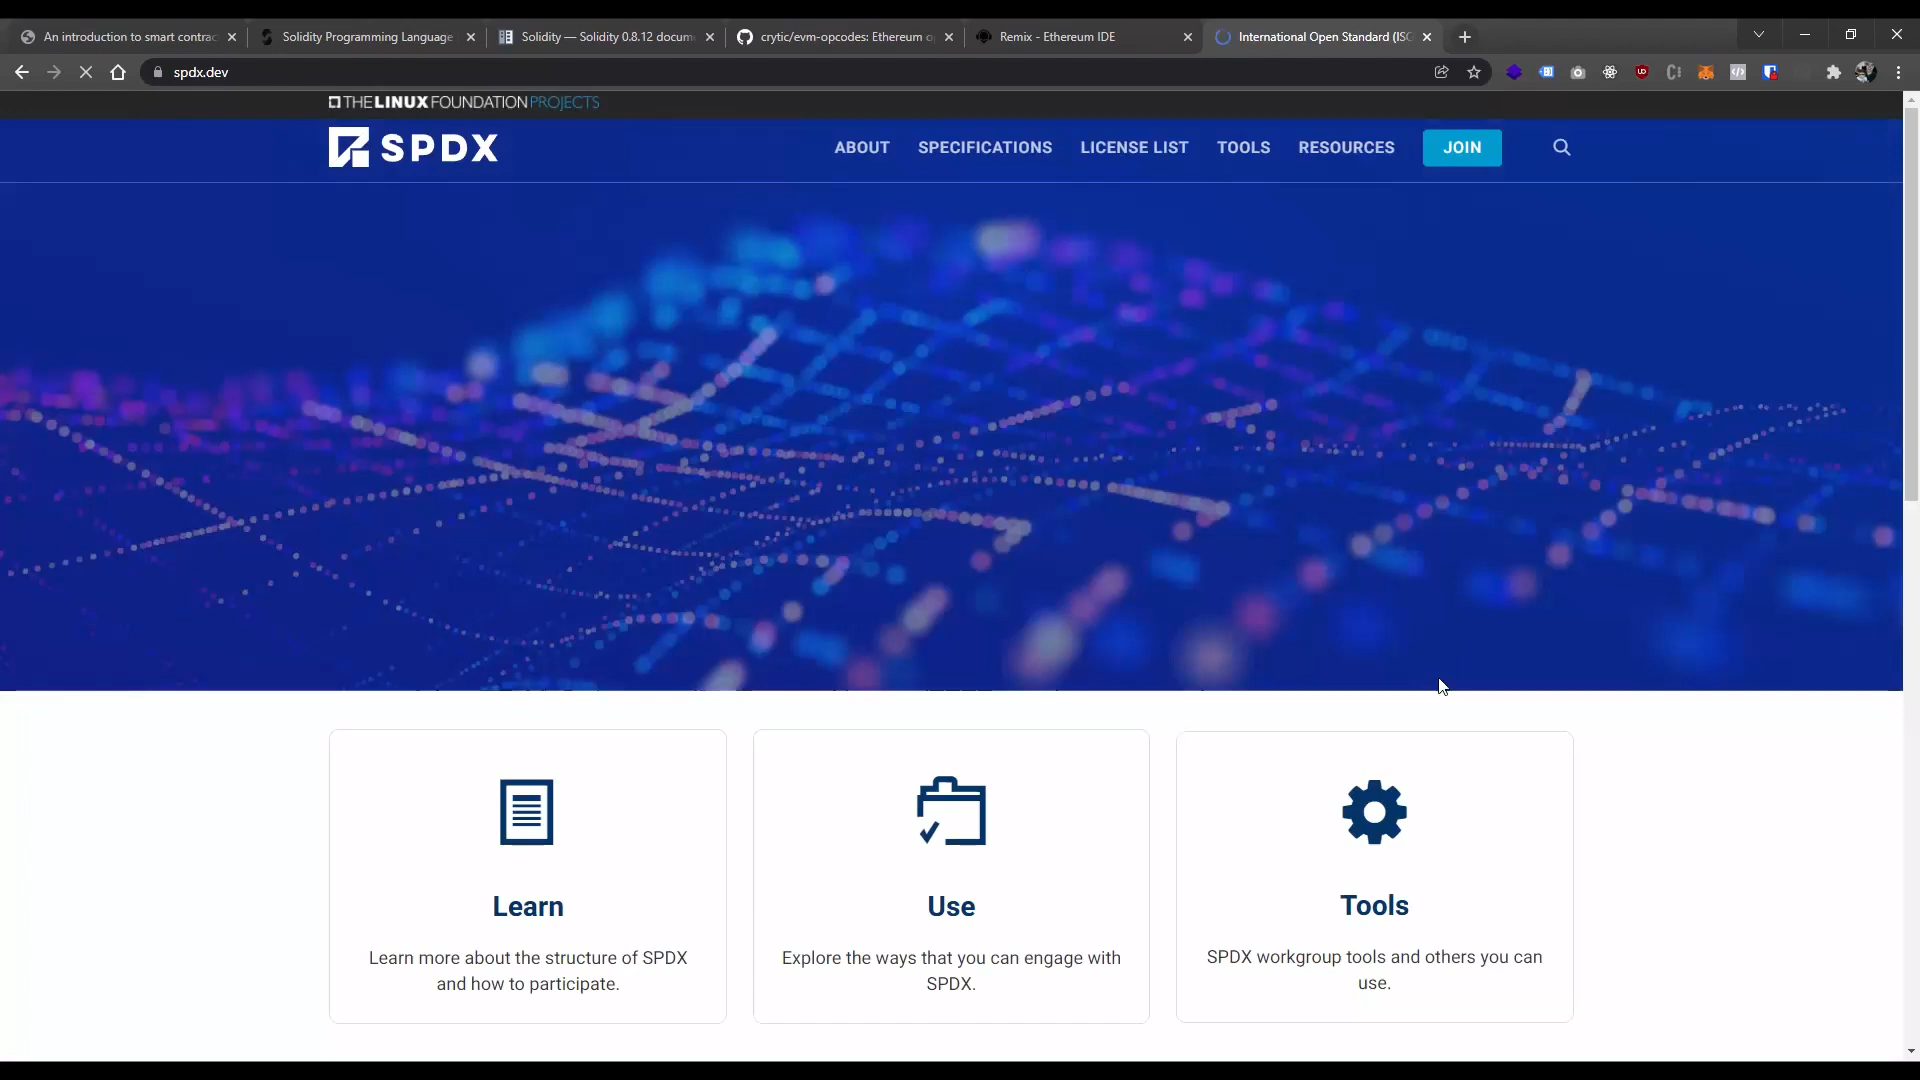 An introduction to smart contrac
Solidity Programming Language
Solidity — Solidity 0.8.12 docum
crytic/evm-opcodes: Ethereum o
Remix - Ethereum IDE
International Open Standard (ISO
spdx.dev
THE LINUX FOUNDATION PROJECTS
SPDX
ABOUT
SPECIFICATIONS
LICENSE LIST
TOOLS
RESOURCES
JOIN
Learn
Learn more about the structure of SPDX
and how to participate.
Use
Explore the ways that you can engage with
SPDX.
Tools
SPDX workgroup tools and others you can
use.